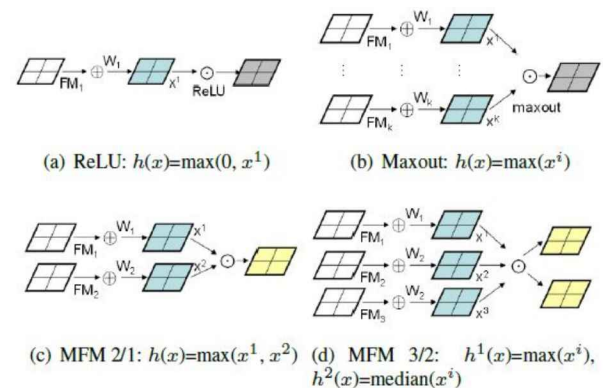 FM₁ W₁ x¹ ReLU
(a) ReLU: h(x)=max(0, x¹)
FM₁ W₁ x¹
FMₖ Wₖ xᵏ maxout
(b) Maxout: h(x)=max(xⁱ)
FM₁ W₁ x¹
FM₂ W₂ x²
(c) MFM 2/1: h(x)=max(x¹, x²)
FM₁ W₁ x¹
FM₂ W₂ x²
FM₃ W₂ x³
(d) MFM 3/2: h¹(x)=max(xⁱ),
h²(x)=median(xⁱ)